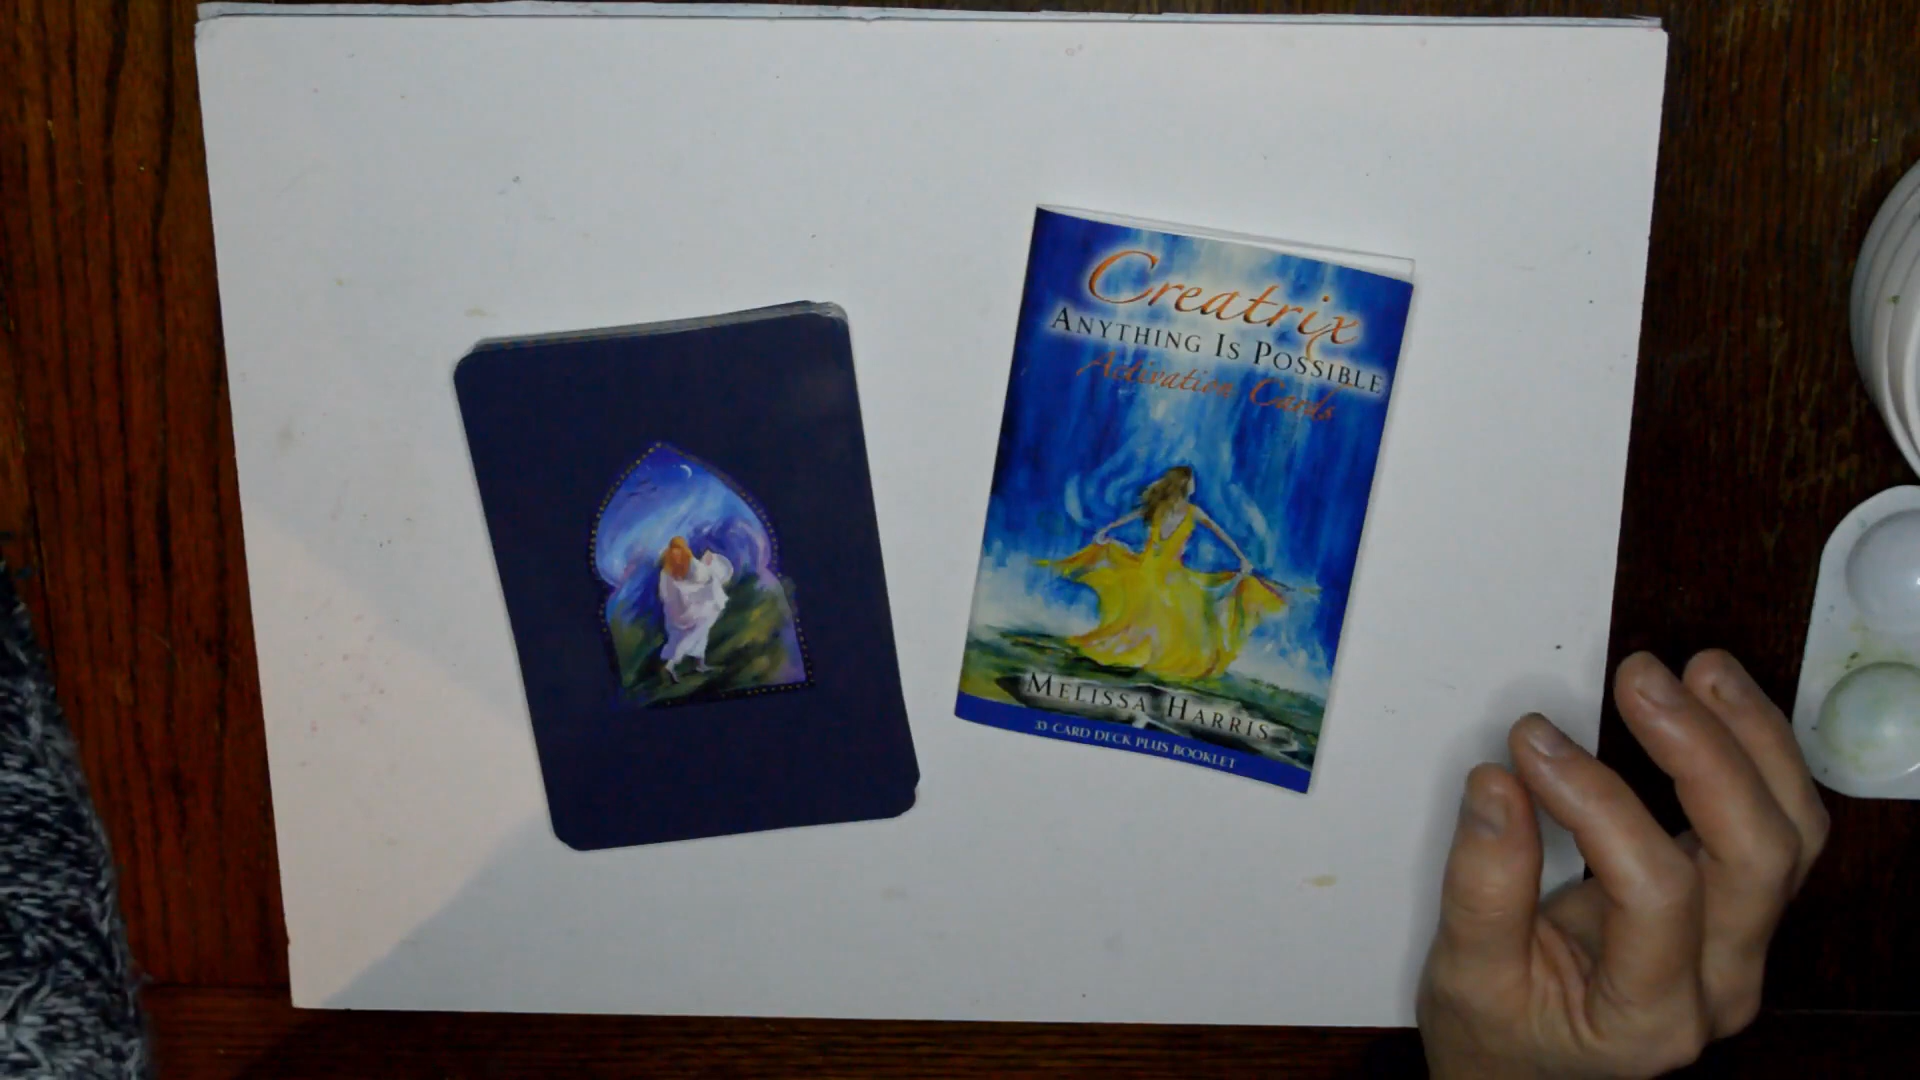 Creatrix
ANYTHING IS POSSIBLE
Activation Cards
MELISSA HARRIS
33 CARD DECK PLUS BOOKLET